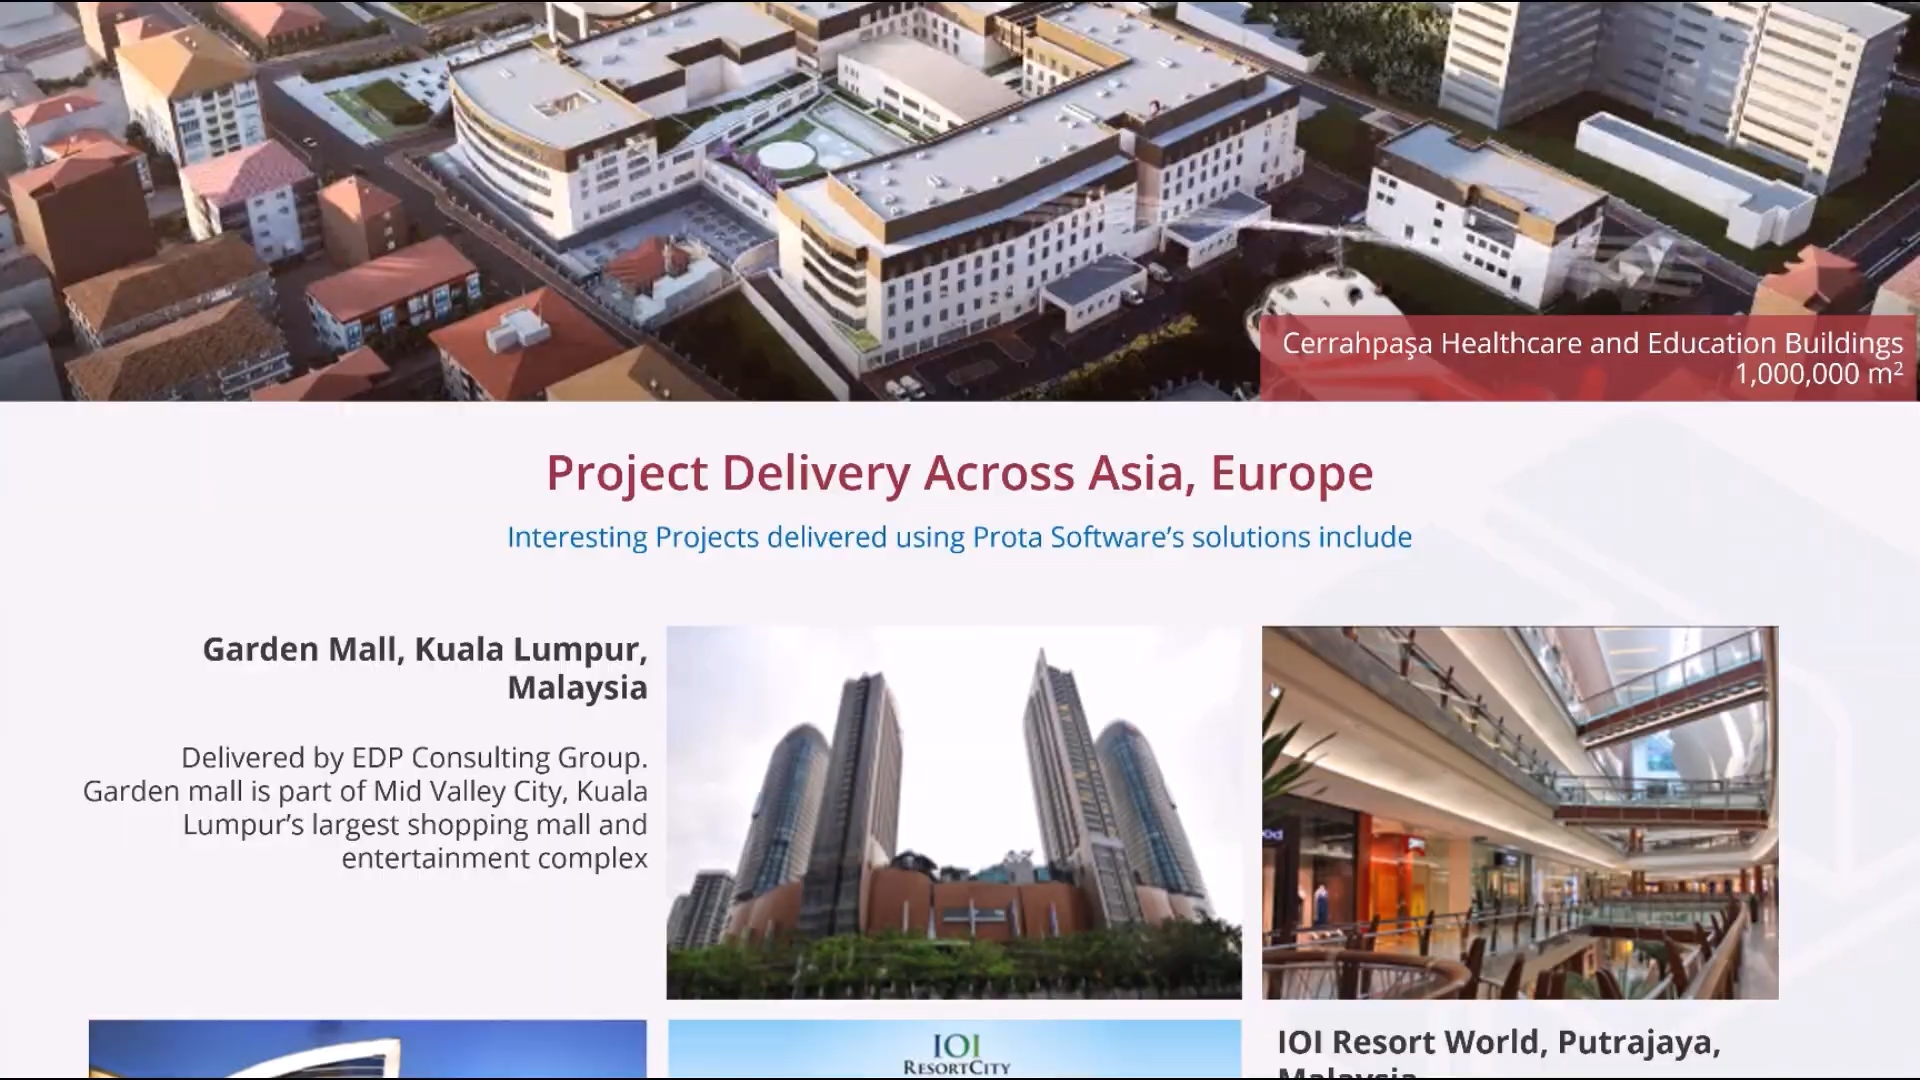 Cerrahpaşa Healthcare and Education Buildings
1,000,000 m²
Project Delivery Across Asia, Europe
Interesting Projects delivered using Prota Software’s solutions include
Garden Mall, Kuala Lumpur,
Malaysia
Delivered by EDP Consulting Group.
Garden mall is part of Mid Valley City, Kuala
Lumpur’s largest shopping mall and
entertainment complex
IOI
RESORTCITY
IOI Resort World, Putrajaya,
Malaysia